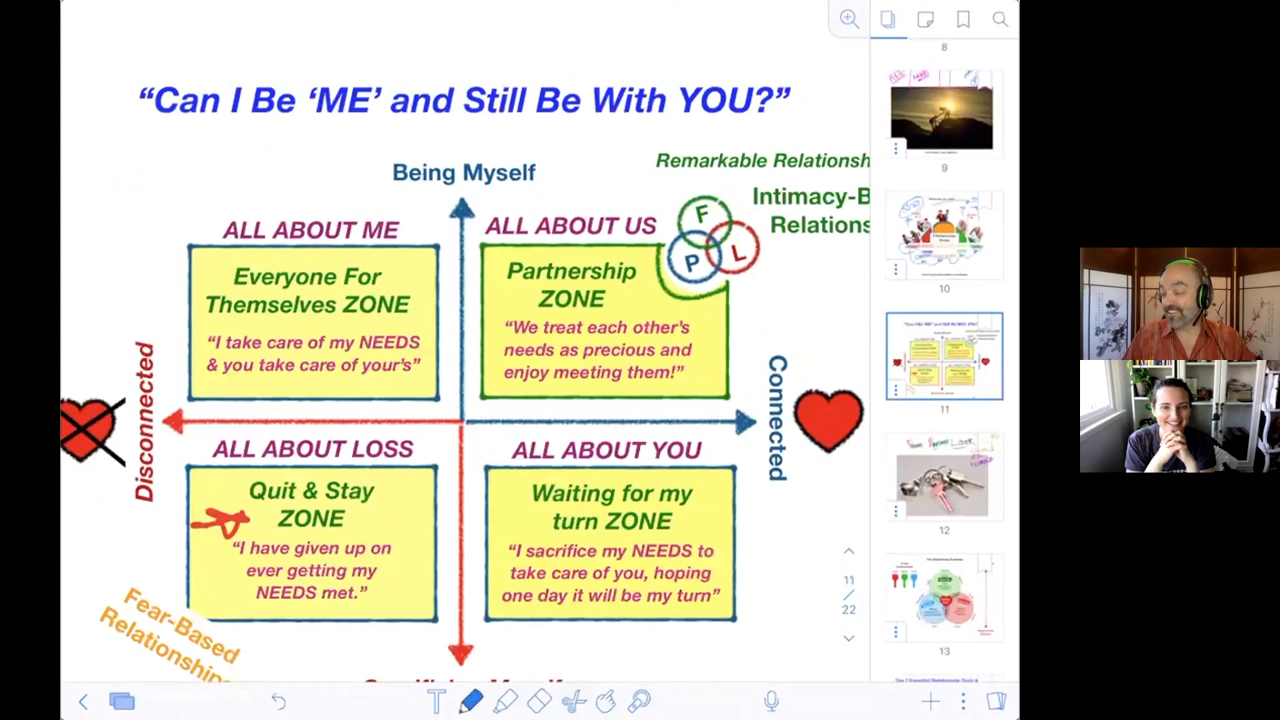 “Can I Be ‘ME’ and Still Be With YOU?”
Remarkable Relationsh
Being Myself
Intimacy-B
Relations
ALL ABOUT ME
ALL ABOUT US
F
P
L
Everyone For
Themselves ZONE
“I take care of my NEEDS
& you take care of your’s”
Partnership
ZONE
“We treat each other’s
needs as precious and
enjoy meeting them!”
Disconnected
Connected
ALL ABOUT LOSS
ALL ABOUT YOU
Quit & Stay
ZONE
“I have given up on
ever getting my
NEEDS met.”
Waiting for my
turn ZONE
“I sacrifice my NEEDS to
take care of you, hoping
one day it will be my turn”
Fear-Based
Relationship
11
/
22
T
8
9
10
11
12
13